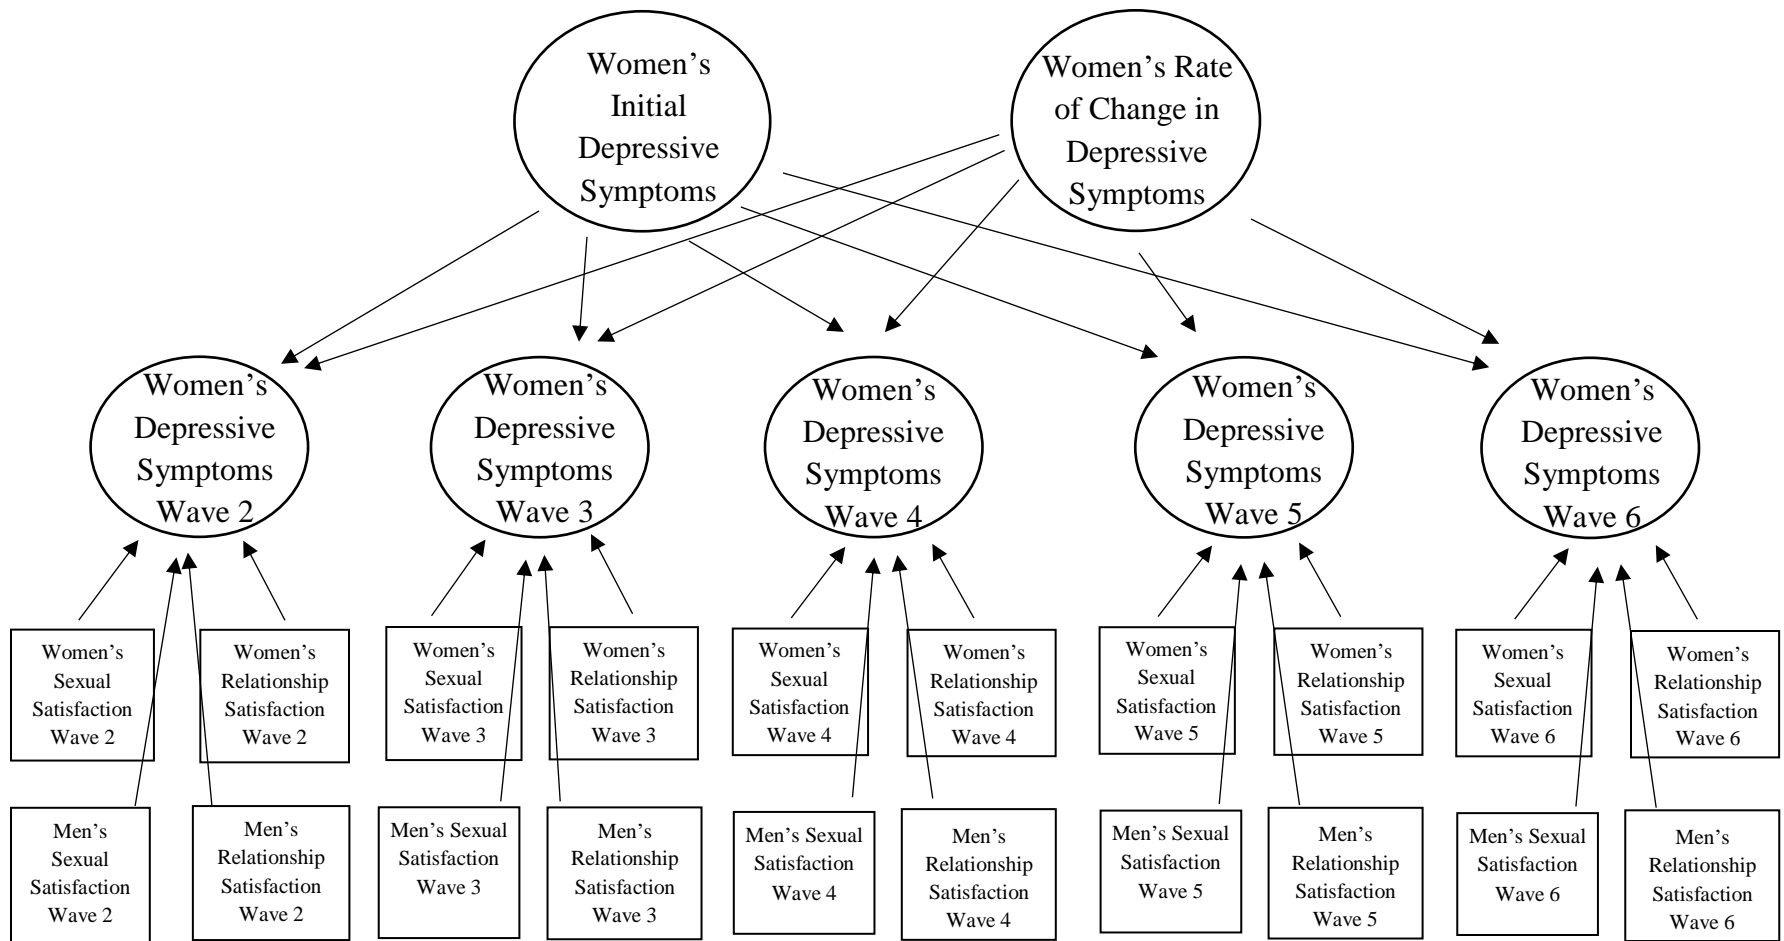 Women’s
Initial
Depressive
Symptoms
Women’s Rate
of Change in
Depressive
Symptoms
Women’s
Depressive
Symptoms
Wave 2
Women’s
Depressive
Symptoms
Wave 3
Women’s
Depressive
Symptoms
Wave 4
Women’s
Depressive
Symptoms
Wave 5
Women’s
Depressive
Symptoms
Wave 6
Women’s
Sexual
Satisfaction
Wave 2
Women’s
Relationship
Satisfaction
Wave 2
Women’s
Sexual
Satisfaction
Wave 3
Women’s
Relationship
Satisfaction
Wave 3
Women’s
Sexual
Satisfaction
Wave 4
Women’s
Relationship
Satisfaction
Wave 4
Women’s
Sexual
Satisfaction
Wave 5
Women’s
Relationship
Satisfaction
Wave 5
Women’s
Sexual
Satisfaction
Wave 6
Women’s
Relationship
Satisfaction
Wave 6
Men’s
Sexual
Satisfaction
Wave 2
Men’s
Relationship
Satisfaction
Wave 2
Men’s Sexual
Satisfaction
Wave 3
Men’s
Relationship
Satisfaction
Wave 3
Men’s Sexual
Satisfaction
Wave 4
Men’s
Relationship
Satisfaction
Wave 4
Men’s Sexual
Satisfaction
Wave 5
Men’s
Relationship
Satisfaction
Wave 5
Men’s Sexual
Satisfaction
Wave 6
Men’s
Relationship
Satisfaction
Wave 6